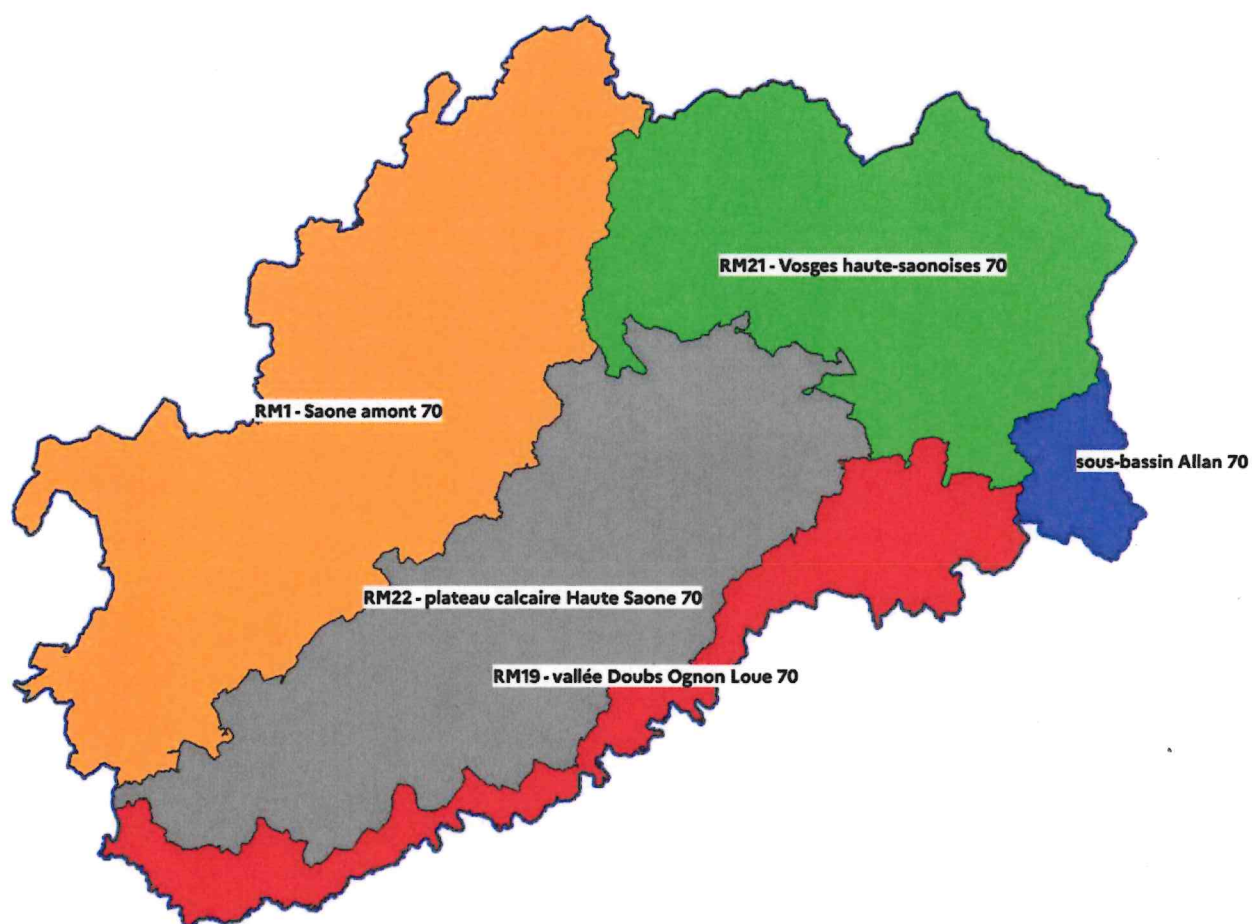 RM21 - Vosges haute-saonoises 70
RM1 - Saone amont 70
sous-bassin Allan 70
RM22 - plateau calcaire Haute Saone 70
RM19 - vallée Doubs Ognon Loue 70